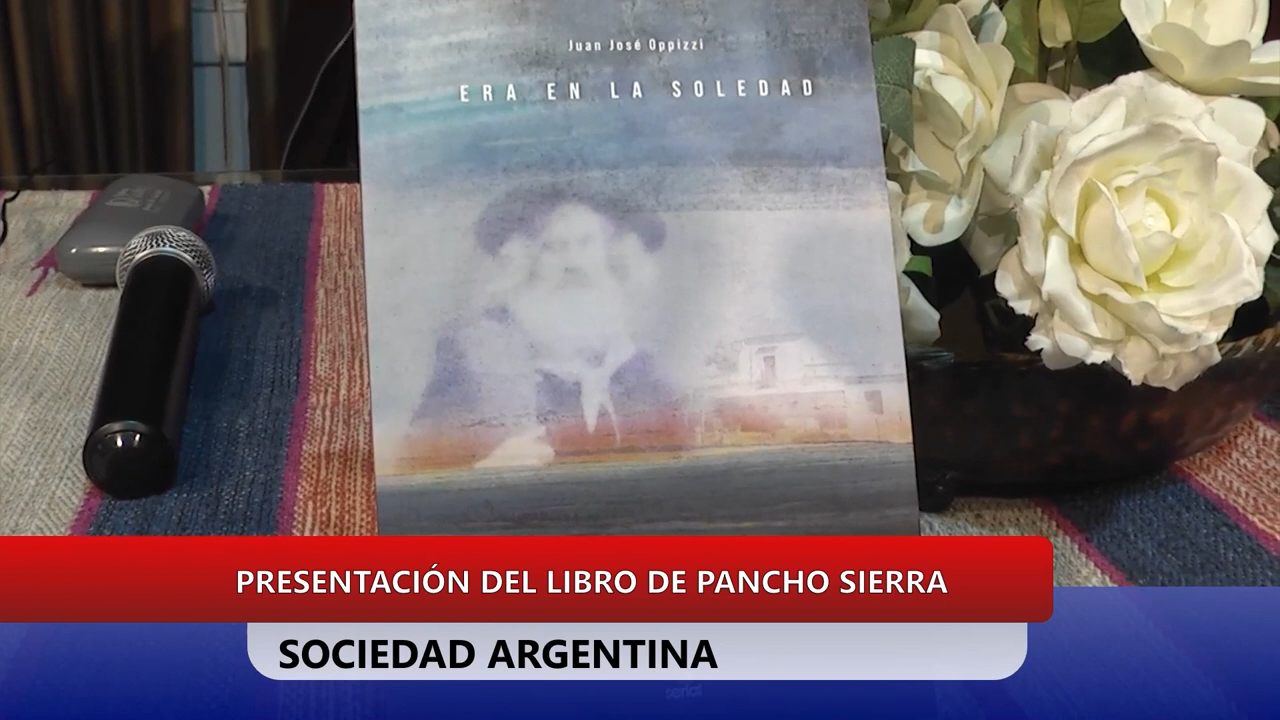 Juan José Oppizzi
ERA EN LA SOLEDAD
PRESENTACIÓN DEL LIBRO DE PANCHO SIERRA
SOCIEDAD ARGENTINA